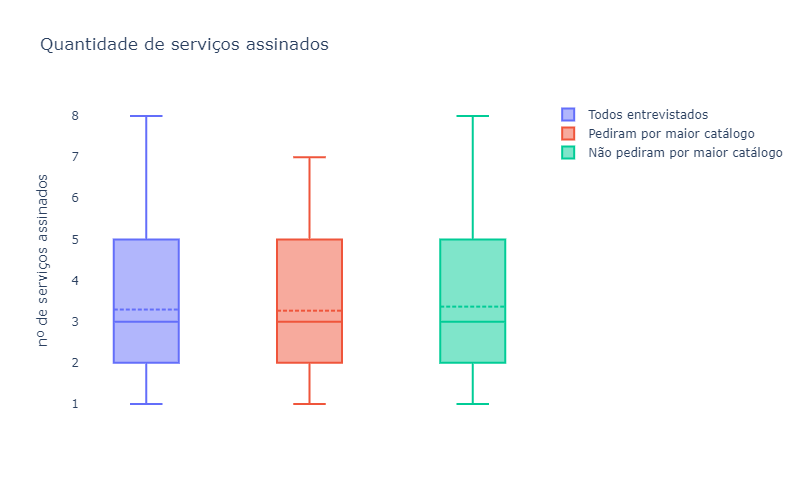 Quantidade de serviços assinados
nº de serviços assinados
8
7
6
5
4
3
2
1
Todos entrevistados
Pediram por maior catálogo
Não pediram por maior catálogo